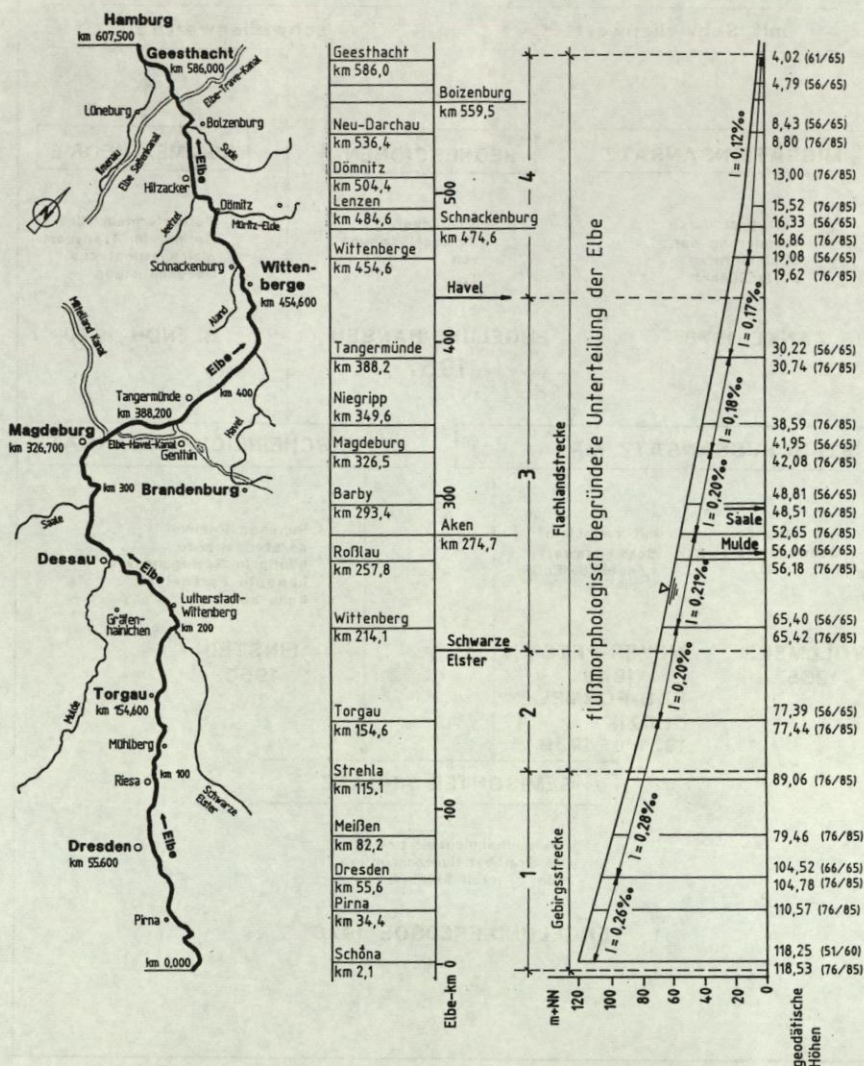 Hamburg
km 607,500
Geesthacht
km 586,000
Elbe-Trave-Kanal
Lüneburg
Boizenburg
Ilmenau
Elbe Seitenkanal
Sude
Elbe
Hitzacker
Jeetzel
Dömitz
Müritz-Elde
N
Schnackenburg
Witten-
berge
km 454,600
Aland
Mittelland Kanal
Elbe
Tangermünde
km 388,200
km 400
Havel
Magdeburg
km 326,700
Elbe-Havel-Kanal
Genthin
km 300
Brandenburg
Saale
Dessau
Elbe
Lutherstadt-
Wittenberg
km 200
Gräfen-
hainichen
Mulde
Torgau
km 154,600
Mühlberg
km 100
Riesa
Schwarze
Elster
Dresden
km 55.600
Elbe
Pirna
km 0,000
Geesthacht
km 586,0
Boizenburg
km 559,5
Neu-Darchau
km 536,4
Dömnitz
km 504,4
Lenzen
km 484,6
Schnackenburg
km 474,6
Wittenberge
km 454,6
Havel
Tangermünde
km 388,2
Niegripp
km 349,6
Magdeburg
km 326,5
Barby
km 293,4
Aken
km 274,7
Roßlau
km 257,8
Wittenberg
km 214,1
Schwarze
Elster
Torgau
km 154,6
Strehla
km 115,1
Meißen
km 82,2
Dresden
km 55,6
Pirna
km 34,4
Schöna
km 2,1
500
400
300
100
Elbe-km 0
4
3
2
1
Flachlandstrecke
Gebirgsstrecke
flußmorphologisch begründete Unterteilung der Elbe
I = 0,12‰
I = 0,17‰
I = 0,18‰
I = 0,20‰
I = 0,21‰
I = 0,20‰
I = 0,28‰
I = 0,26‰
Saale
Mulde
m+NN
120
100
80
60
40
20
0
4,02 (61/65)
4,79 (56/65)
8,43 (56/65)
8,80 (76/85)
13,00 (76/85)
15,52 (76/85)
16,33 (56/65)
16,86 (76/85)
19,08 (56/65)
19,62 (76/85)
30,22 (56/65)
30,74 (76/85)
38,59 (76/85)
41,95 (56/65)
42,08 (76/85)
48,81 (56/65)
48,51 (76/85)
52,65 (76/85)
56,06 (56/65)
56,18 (76/85)
65,40 (56/65)
65,42 (76/85)
77,39 (56/65)
77,44 (76/85)
89,06 (76/85)
79,46 (76/85)
104,52 (66/65)
104,78 (76/85)
110,57 (76/85)
118,25 (51/60)
118,53 (76/85)
geodätische
Höhen